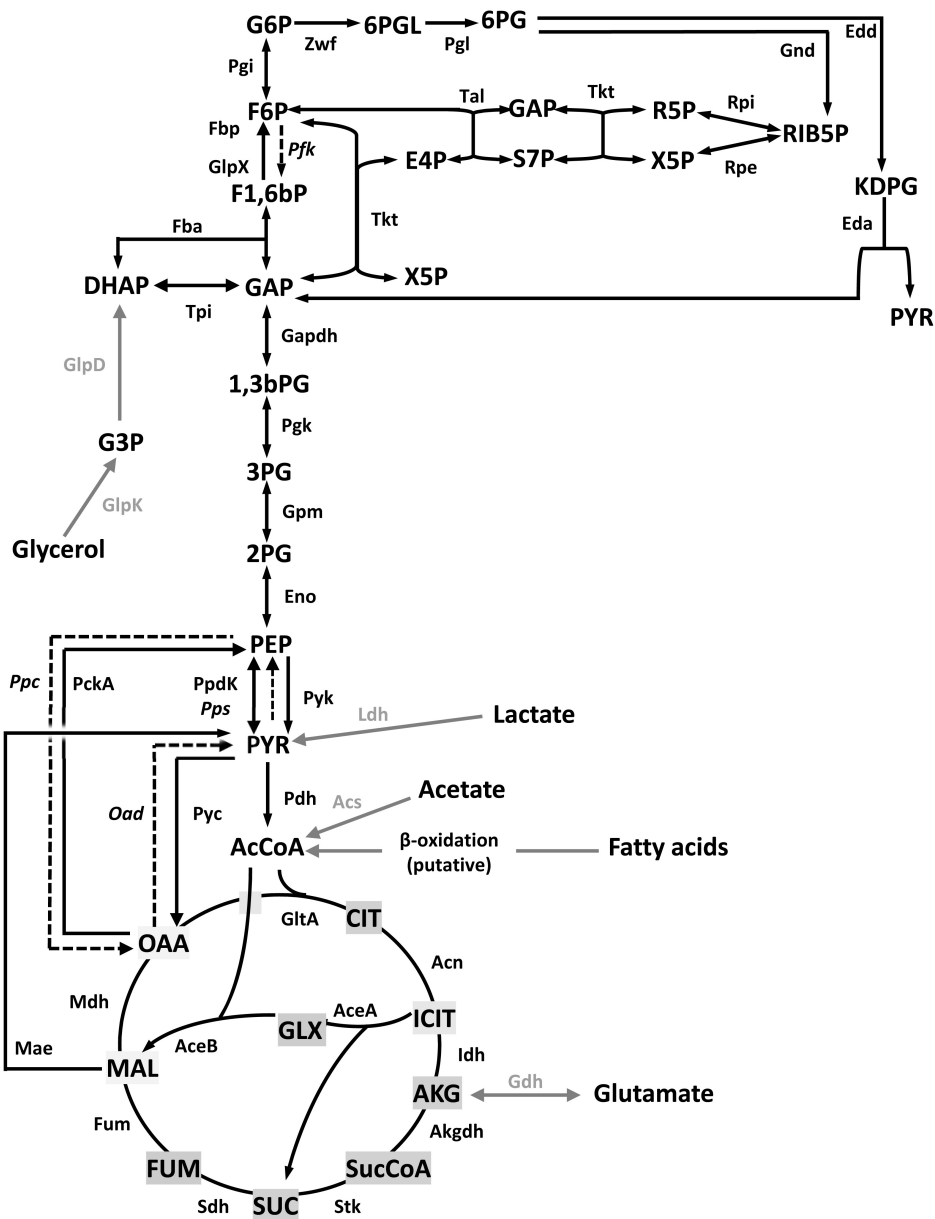 G6P 6PGL 6PG
Zwf Pgl Edd
Gnd
Pgi
Tal Tkt
F6P GAP R5P Rpi
Fbp Pfk RIB5P
GlpX E4P S7P X5P Rpe
F1,6bP KDPG
Fba Tkt Eda
DHAP GAP X5P
Tpi PYR
Gapdh
GlpD
1,3bPG
Pgk
G3P
3PG
GlpK Gpm
Glycerol 2PG
Eno
PEP
Ppc PckA PpdK Pyk
Pps
Ldh Lactate
PYR
Oad Pyc Pdh Acs Acetate
AcCoA β-oxidation Fatty acids
(putative)
GltA CIT
OAA
Acn
Mdh AceA
GLX ICIT
Mae AceB Idh
MAL
AKG Gdh Glutamate
Fum Akgdh
FUM SucCoA
Sdh SUC Stk